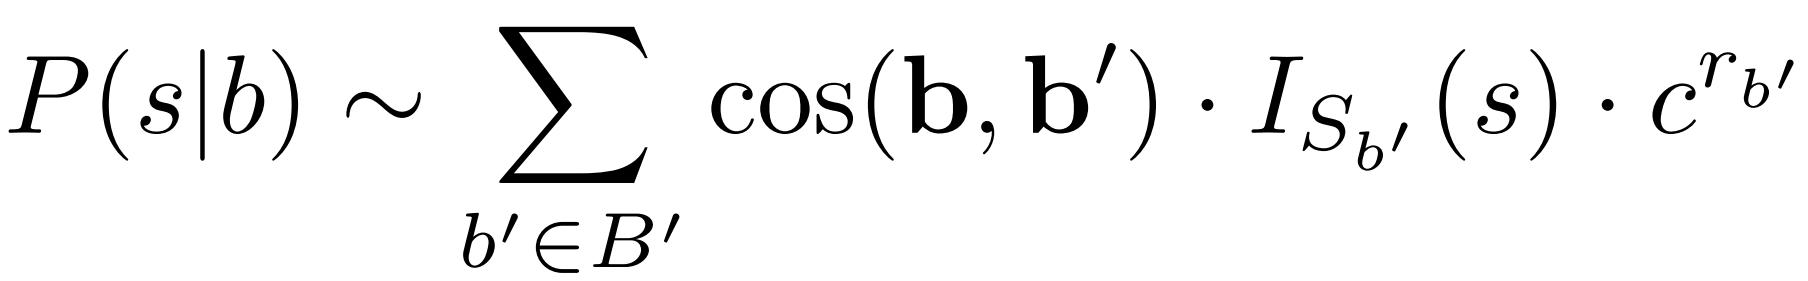 P(s|b) ∼ ∑_{b′∈B′} cos(𝐛, 𝐛′) · I_{S_{b′}}(s) · c^{r_{b′}}